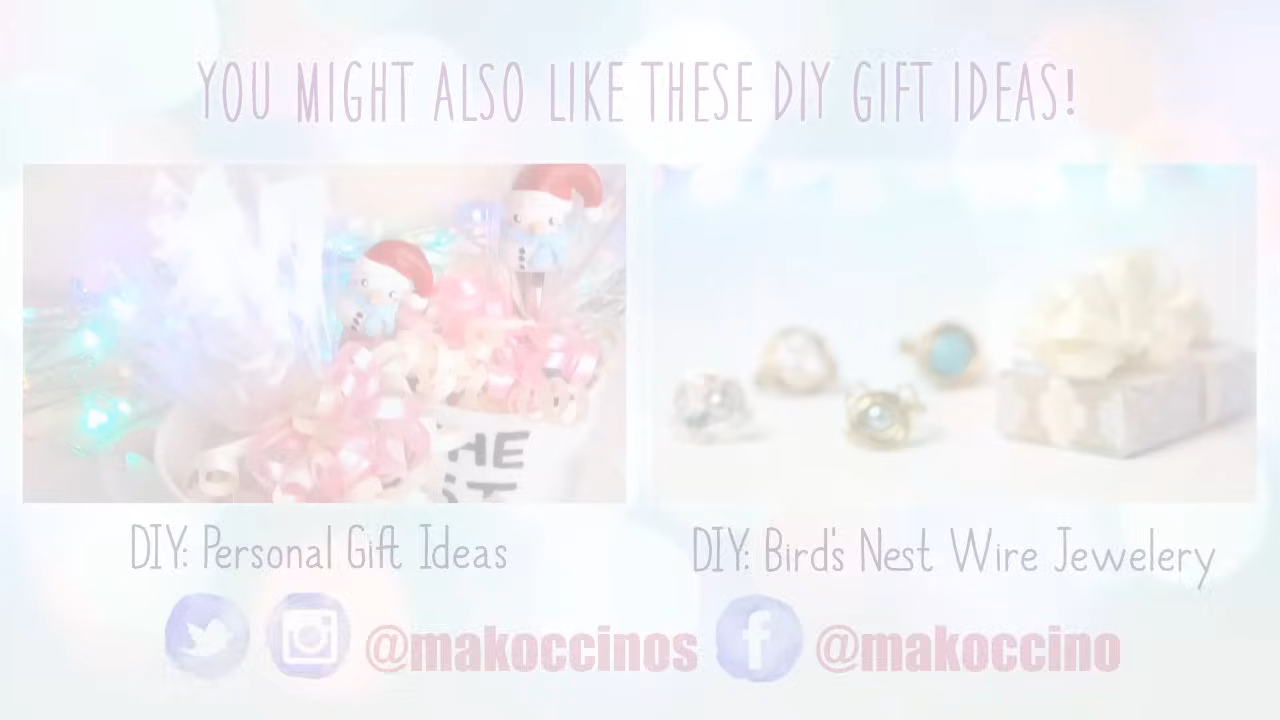 YOU MIGHT ALSO LIKE THESE DIY GIFT IDEAS!
HE
DIY: Personal Gift Ideas
DIY: Bird's Nest Wire Jewelery
@makoccinos
@makoccino